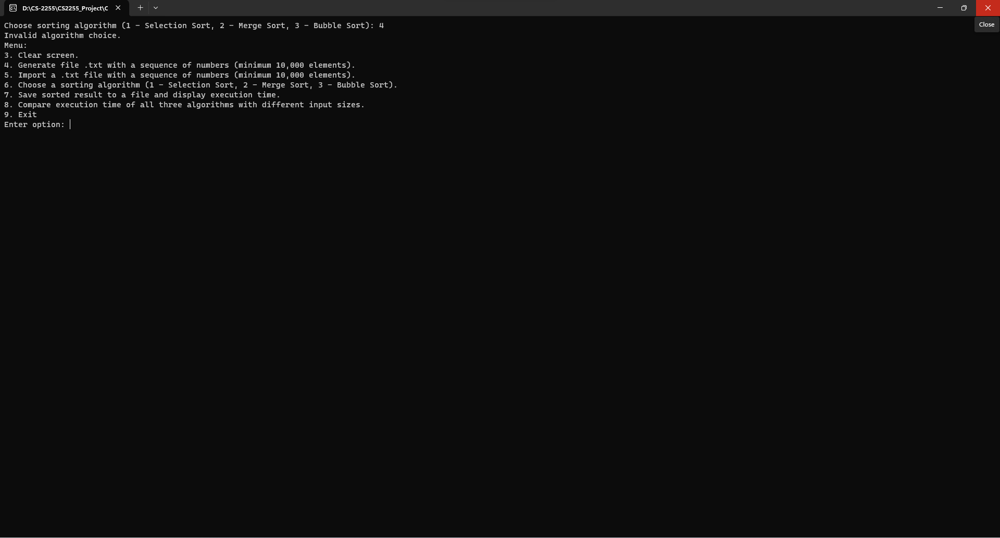 D:\CS-2255\CS2255_Project\C
Choose sorting algorithm (1 - Selection Sort, 2 - Merge Sort, 3 - Bubble Sort): 4
Close
Invalid algorithm choice.
Menu:
3. Clear screen.
4. Generate file .txt with a sequence of numbers (minimum 10,000 elements).
5. Import a .txt file with a sequence of numbers (minimum 10,000 elements).
6. Choose a sorting algorithm (1 - Selection Sort, 2 - Merge Sort, 3 - Bubble Sort).
7. Save sorted result to a file and display execution time.
8. Compare execution time of all three algorithms with different input sizes.
9. Exit
Enter option: